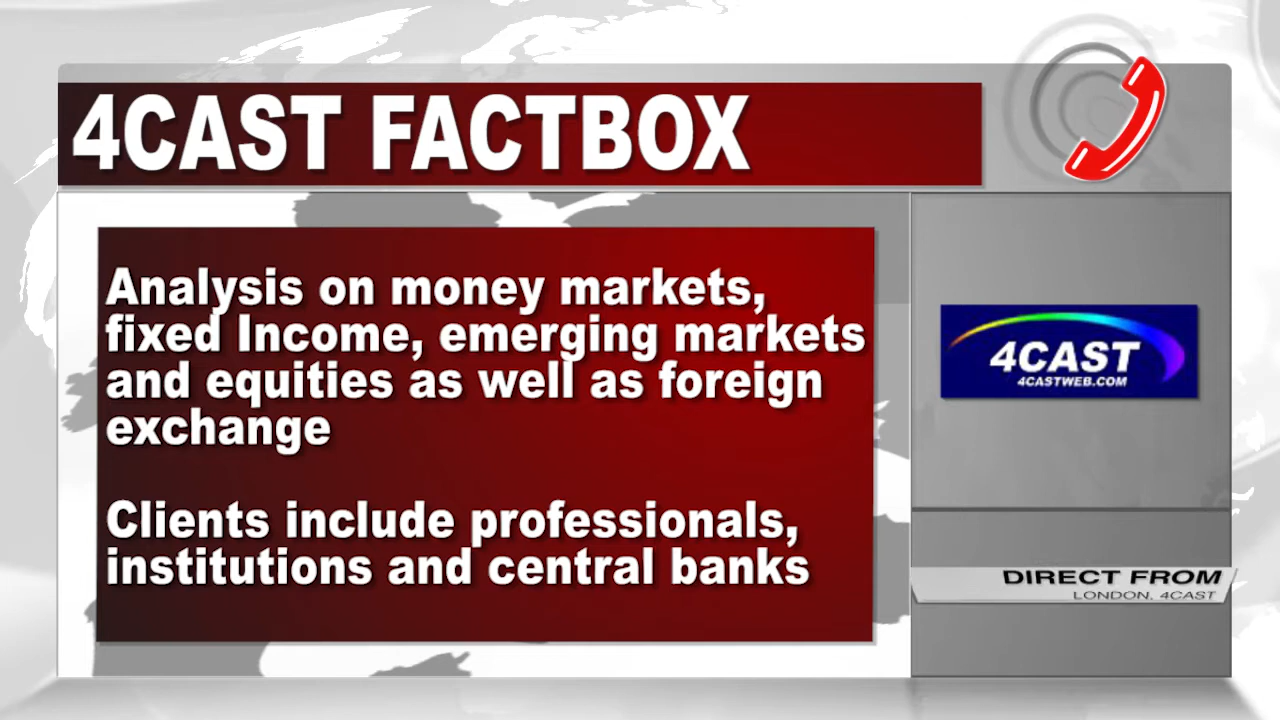 4CAST FACTBOX
Analysis on money markets,
fixed Income, emerging markets
and equities as well as foreign
exchange
Clients include professionals,
institutions and central banks
4CAST
4CASTWEB.COM
DIRECT FROM
LONDON, 4CAST